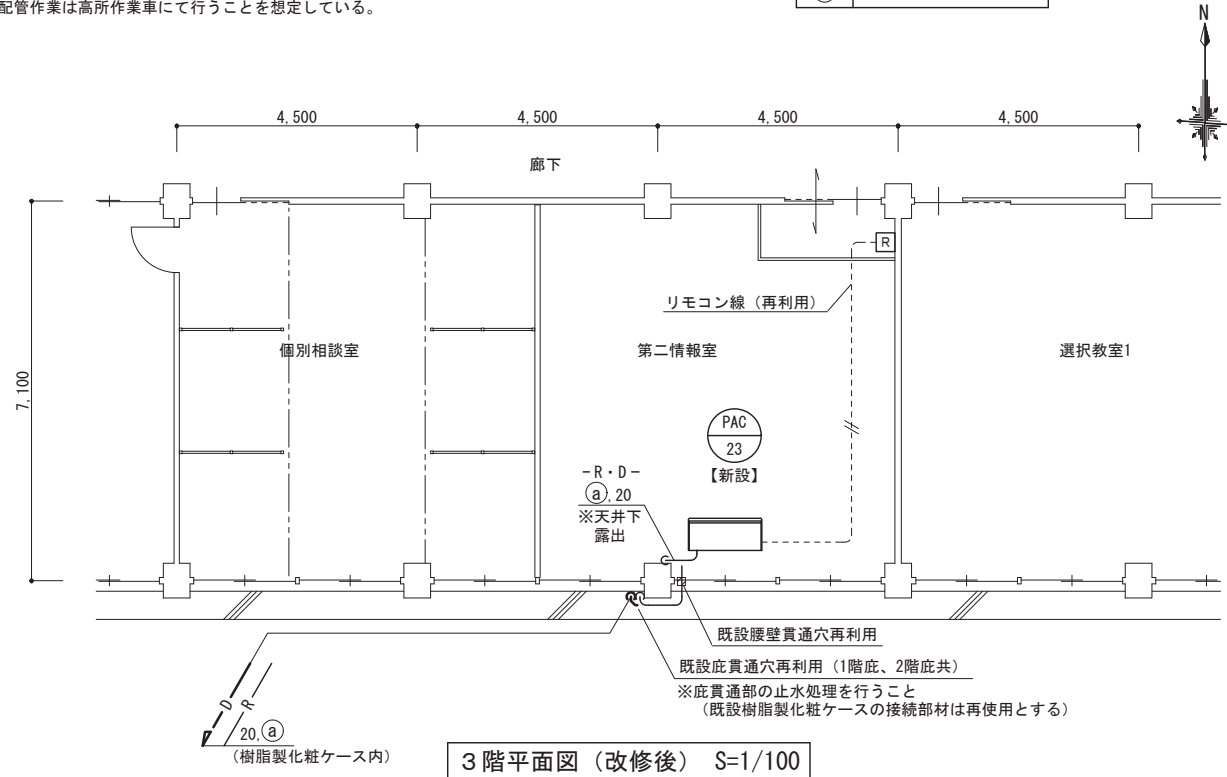 配管作業は高所作業車にて行うことを想定している。
N
4,500
4,500
4,500
4,500
廊下
7,100
R
リモコン線（再利用）
個別相談室
第二情報室
選択教室1
PAC
23
【新設】
-R・D-
ⓐ,20
※天井下
露出
既設腰壁貫通穴再利用
既設庇貫通穴再利用（1階庇、2階庇共）
※庇貫通部の止水処理を行うこと
（既設樹脂製化粧ケースの接続部材は再使用とする）
D
R
20,ⓐ
（樹脂製化粧ケース内）
3階平面図（改修後） S=1/100